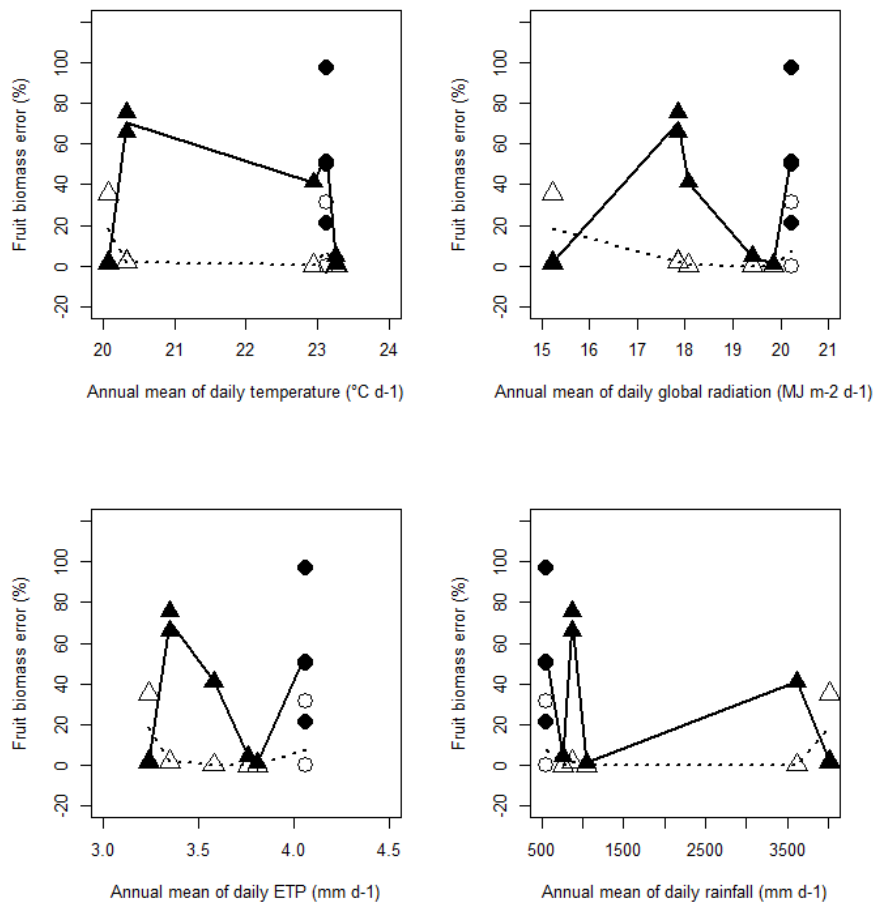 Fruit biomass error (%)
-20 0 20 40 60 80 100
20 21 22 23 24
Annual mean of daily temperature (°C d-1)
Fruit biomass error (%)
-20 0 20 40 60 80 100
15 16 17 18 19 20 21
Annual mean of daily global radiation (MJ m-2 d-1)
Fruit biomass error (%)
-20 0 20 40 60 80 100
3.0 3.5 4.0 4.5
Annual mean of daily ETP (mm d-1)
Fruit biomass error (%)
-20 0 20 40 60 80 100
500 1500 2500 3500
Annual mean of daily rainfall (mm d-1)